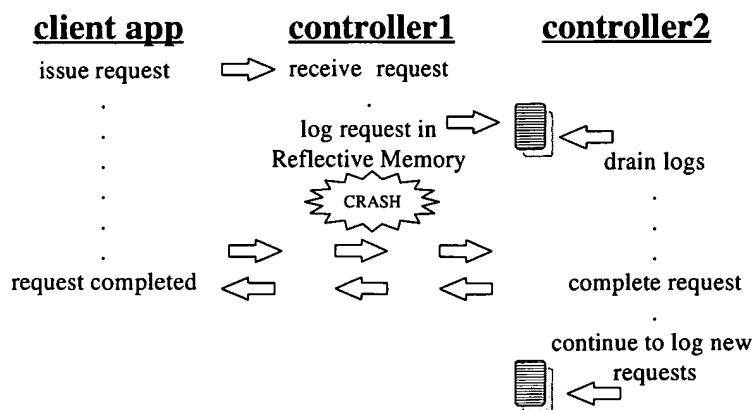 client app controller1 controller2
issue request receive request
log request in
Reflective Memory
drain logs
CRASH
request completed complete request
continue to log new
requests